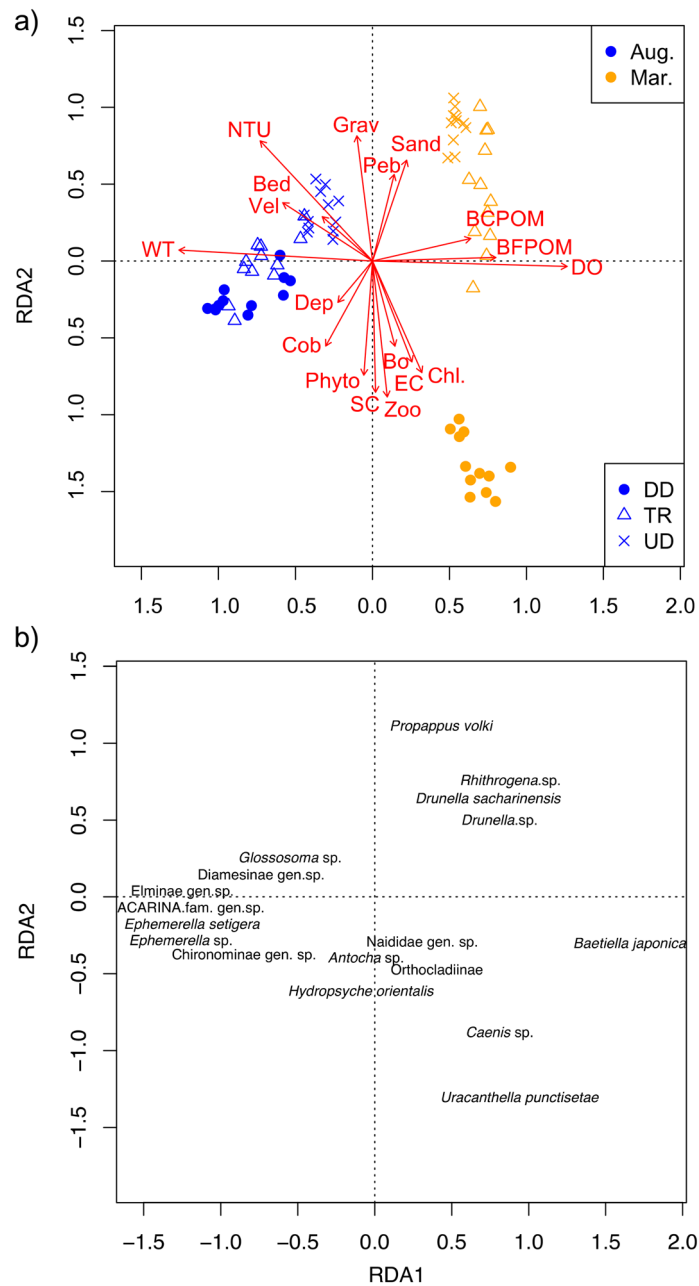 a)
1.5
1.0
0.5
0.0
0.5
1.0
1.5
RDA2
Aug.
Mar.
NTU
Grav
Sand
Peb
Bed
Vel
BCPOM
BFPOM
WT
DO
Dep
Cob
Bo
Phyto
EC
Chl.
SC
Zoo
DD
TR
UD
1.5 1.0 0.5 0.0 0.5 1.0 1.5 2.0
b)
1.5
1.0
0.5
0.0
−0.5
−1.0
−1.5
RDA2
Propappus volki
Rhithrogena.sp.
Drunella sacharinensis
Drunella.sp.
Glossosoma sp.
Diamesinae gen.sp.
Elminae gen.sp.
ACARINA.fam. gen.sp.
Ephemerella setigera
Ephemerella sp.
Naididae gen. sp.
Baetiella japonica
Chironominae gen. sp.
Antocha sp.
Orthocladiinae
Hydropsyche orientalis
Caenis sp.
Uracanthella punctisetae
−1.5 −1.0 −0.5 0.0 0.5 1.0 1.5 2.0
RDA1